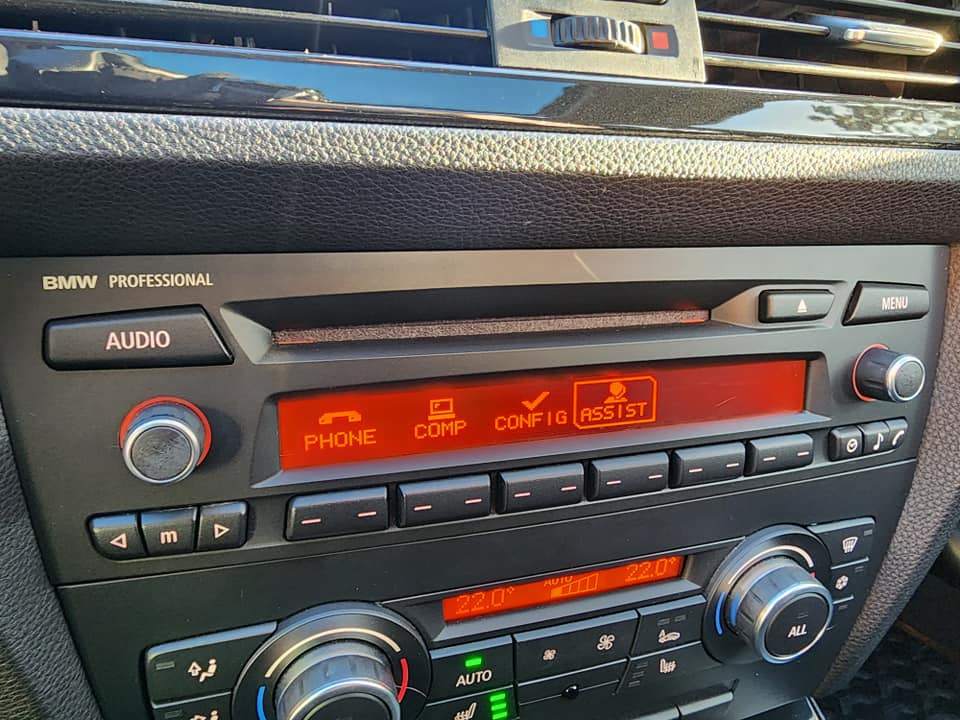 BMW PROFESSIONAL
AUDIO
MENU
PHONE COMP CONFIG ASSIST
m
22.0° AUTO 22.0°
AUTO
ALL